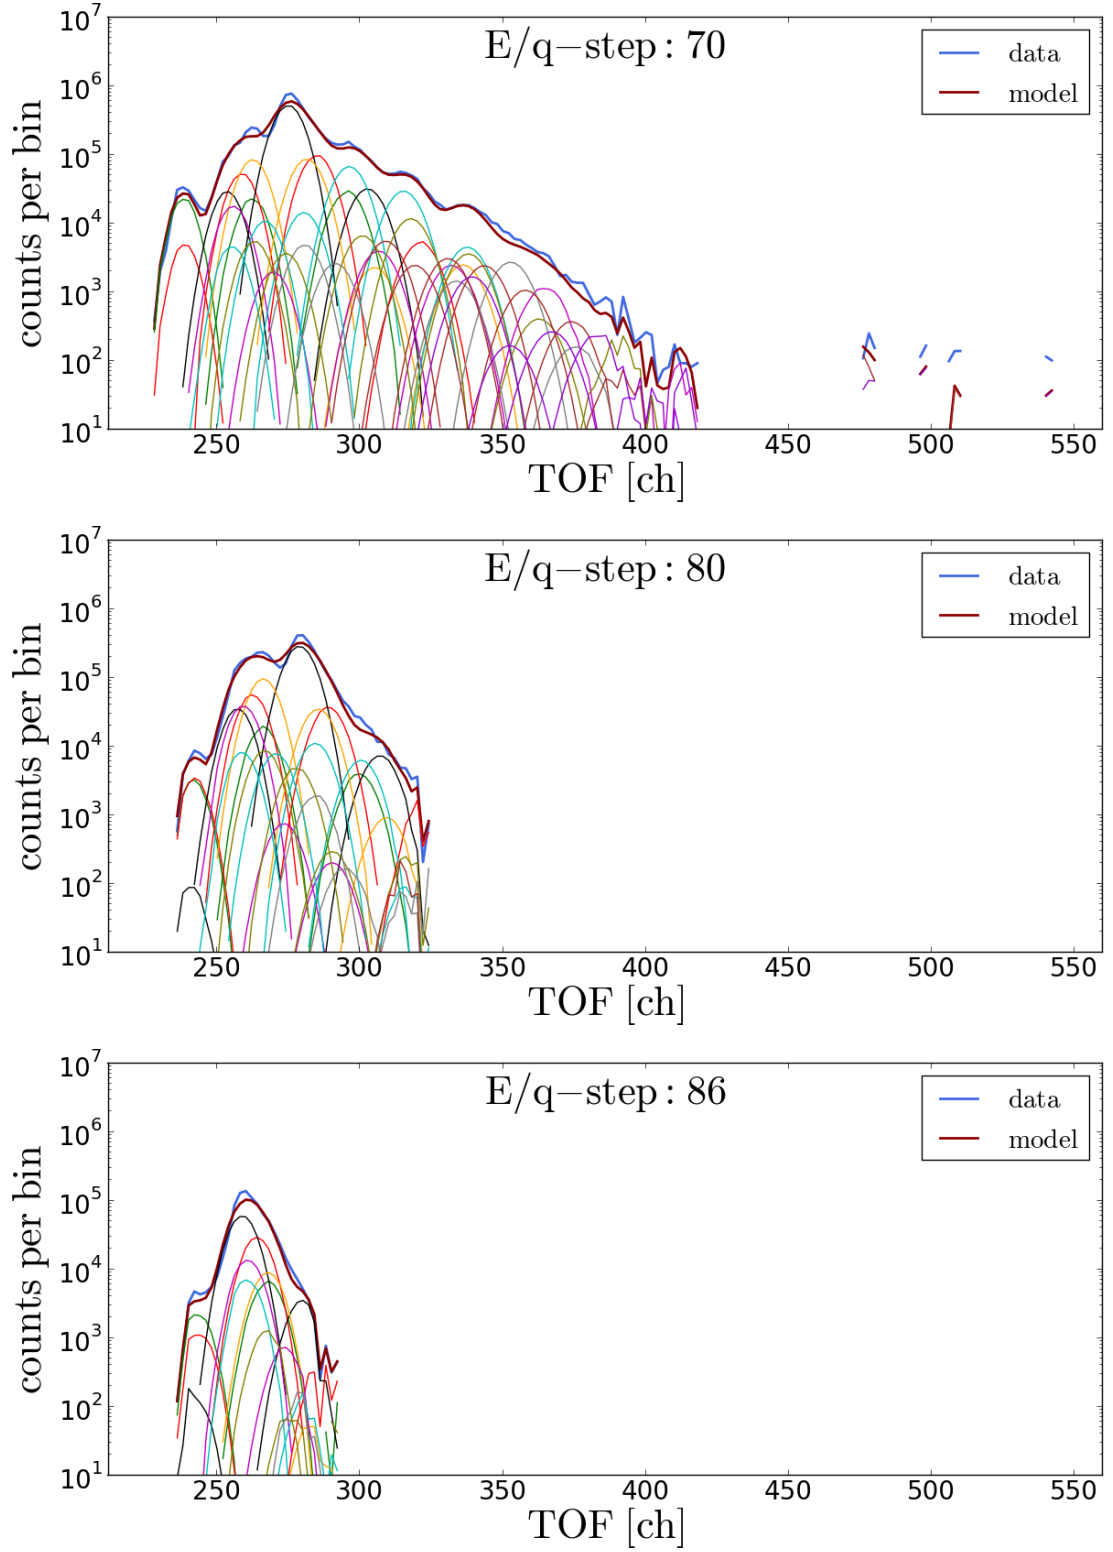 E/q−step: 70
data
model
counts per bin
10^7
10^6
10^5
10^4
10^3
10^2
10^1
250 300 350 400 450 500 550
TOF [ch]
E/q−step: 80
data
model
counts per bin
10^7
10^6
10^5
10^4
10^3
10^2
10^1
250 300 350 400 450 500 550
TOF [ch]
E/q−step: 86
data
model
counts per bin
10^7
10^6
10^5
10^4
10^3
10^2
10^1
250 300 350 400 450 500 550
TOF [ch]